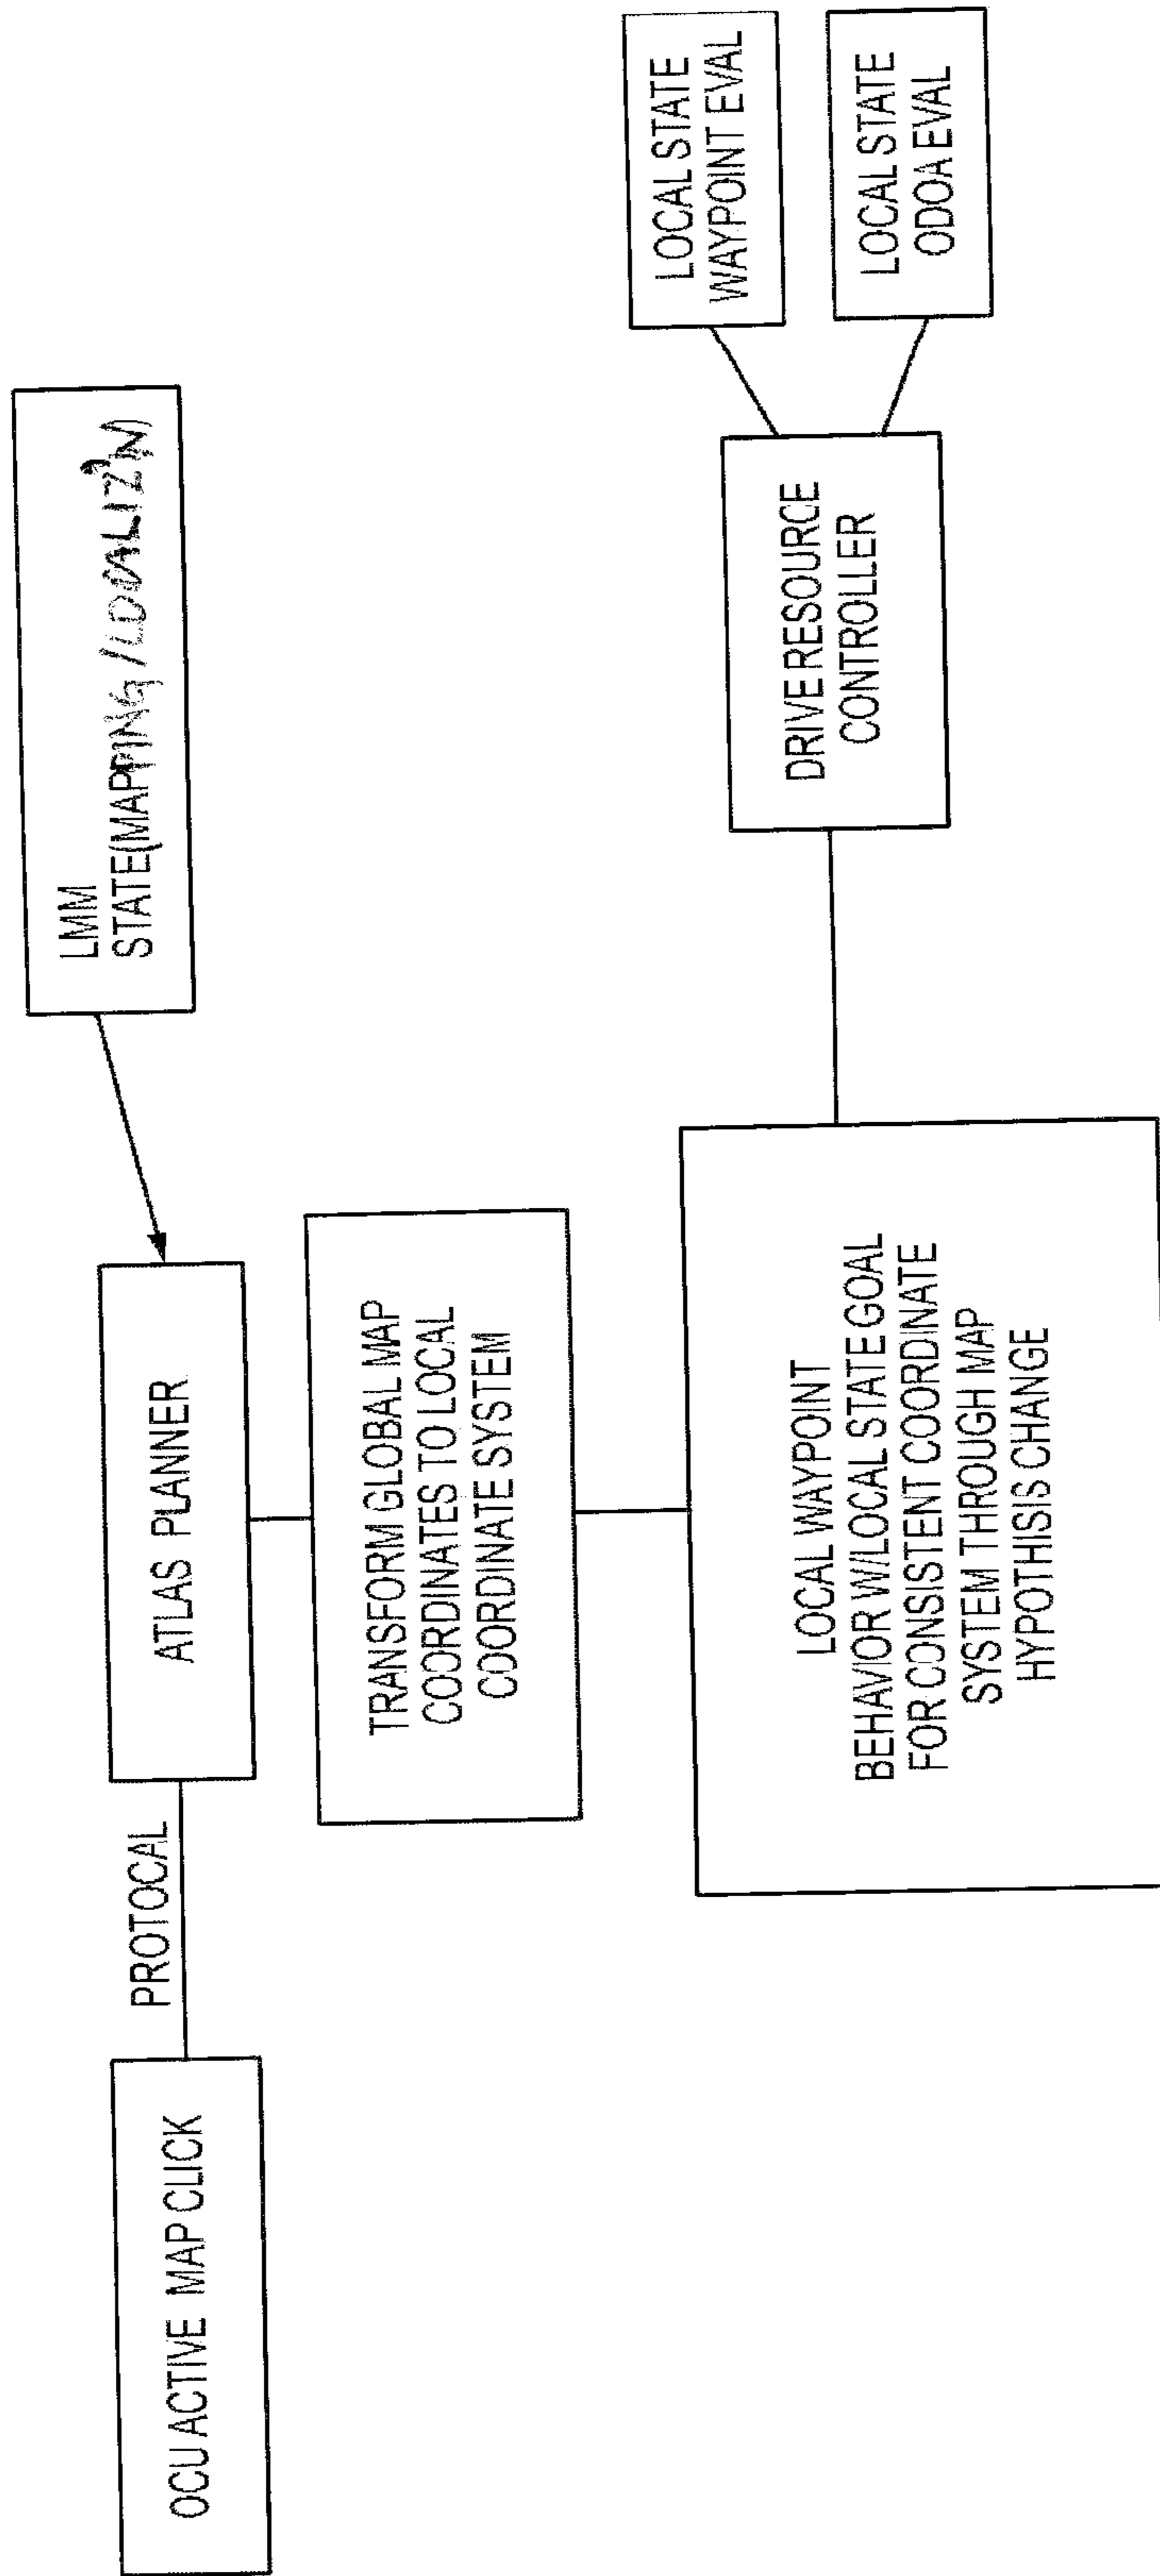 LMM
STATE(MAPPING/LOCALIZ'N)
OCU ACTIVE MAP CLICK
PROTOCAL
ATLAS PLANNER
TRANSFORM GLOBAL MAP
COORDINATES TO LOCAL
COORDINATE SYSTEM
LOCAL WAYPOINT
BEHAVIOR W/LOCAL STATE GOAL
FOR CONSISTENT COORDINATE
SYSTEM THROUGH MAP
HYPOTHISIS CHANGE
DRIVE RESOURCE
CONTROLLER
LOCAL STATE
WAYPOINT EVAL
LOCAL STATE
ODOA EVAL